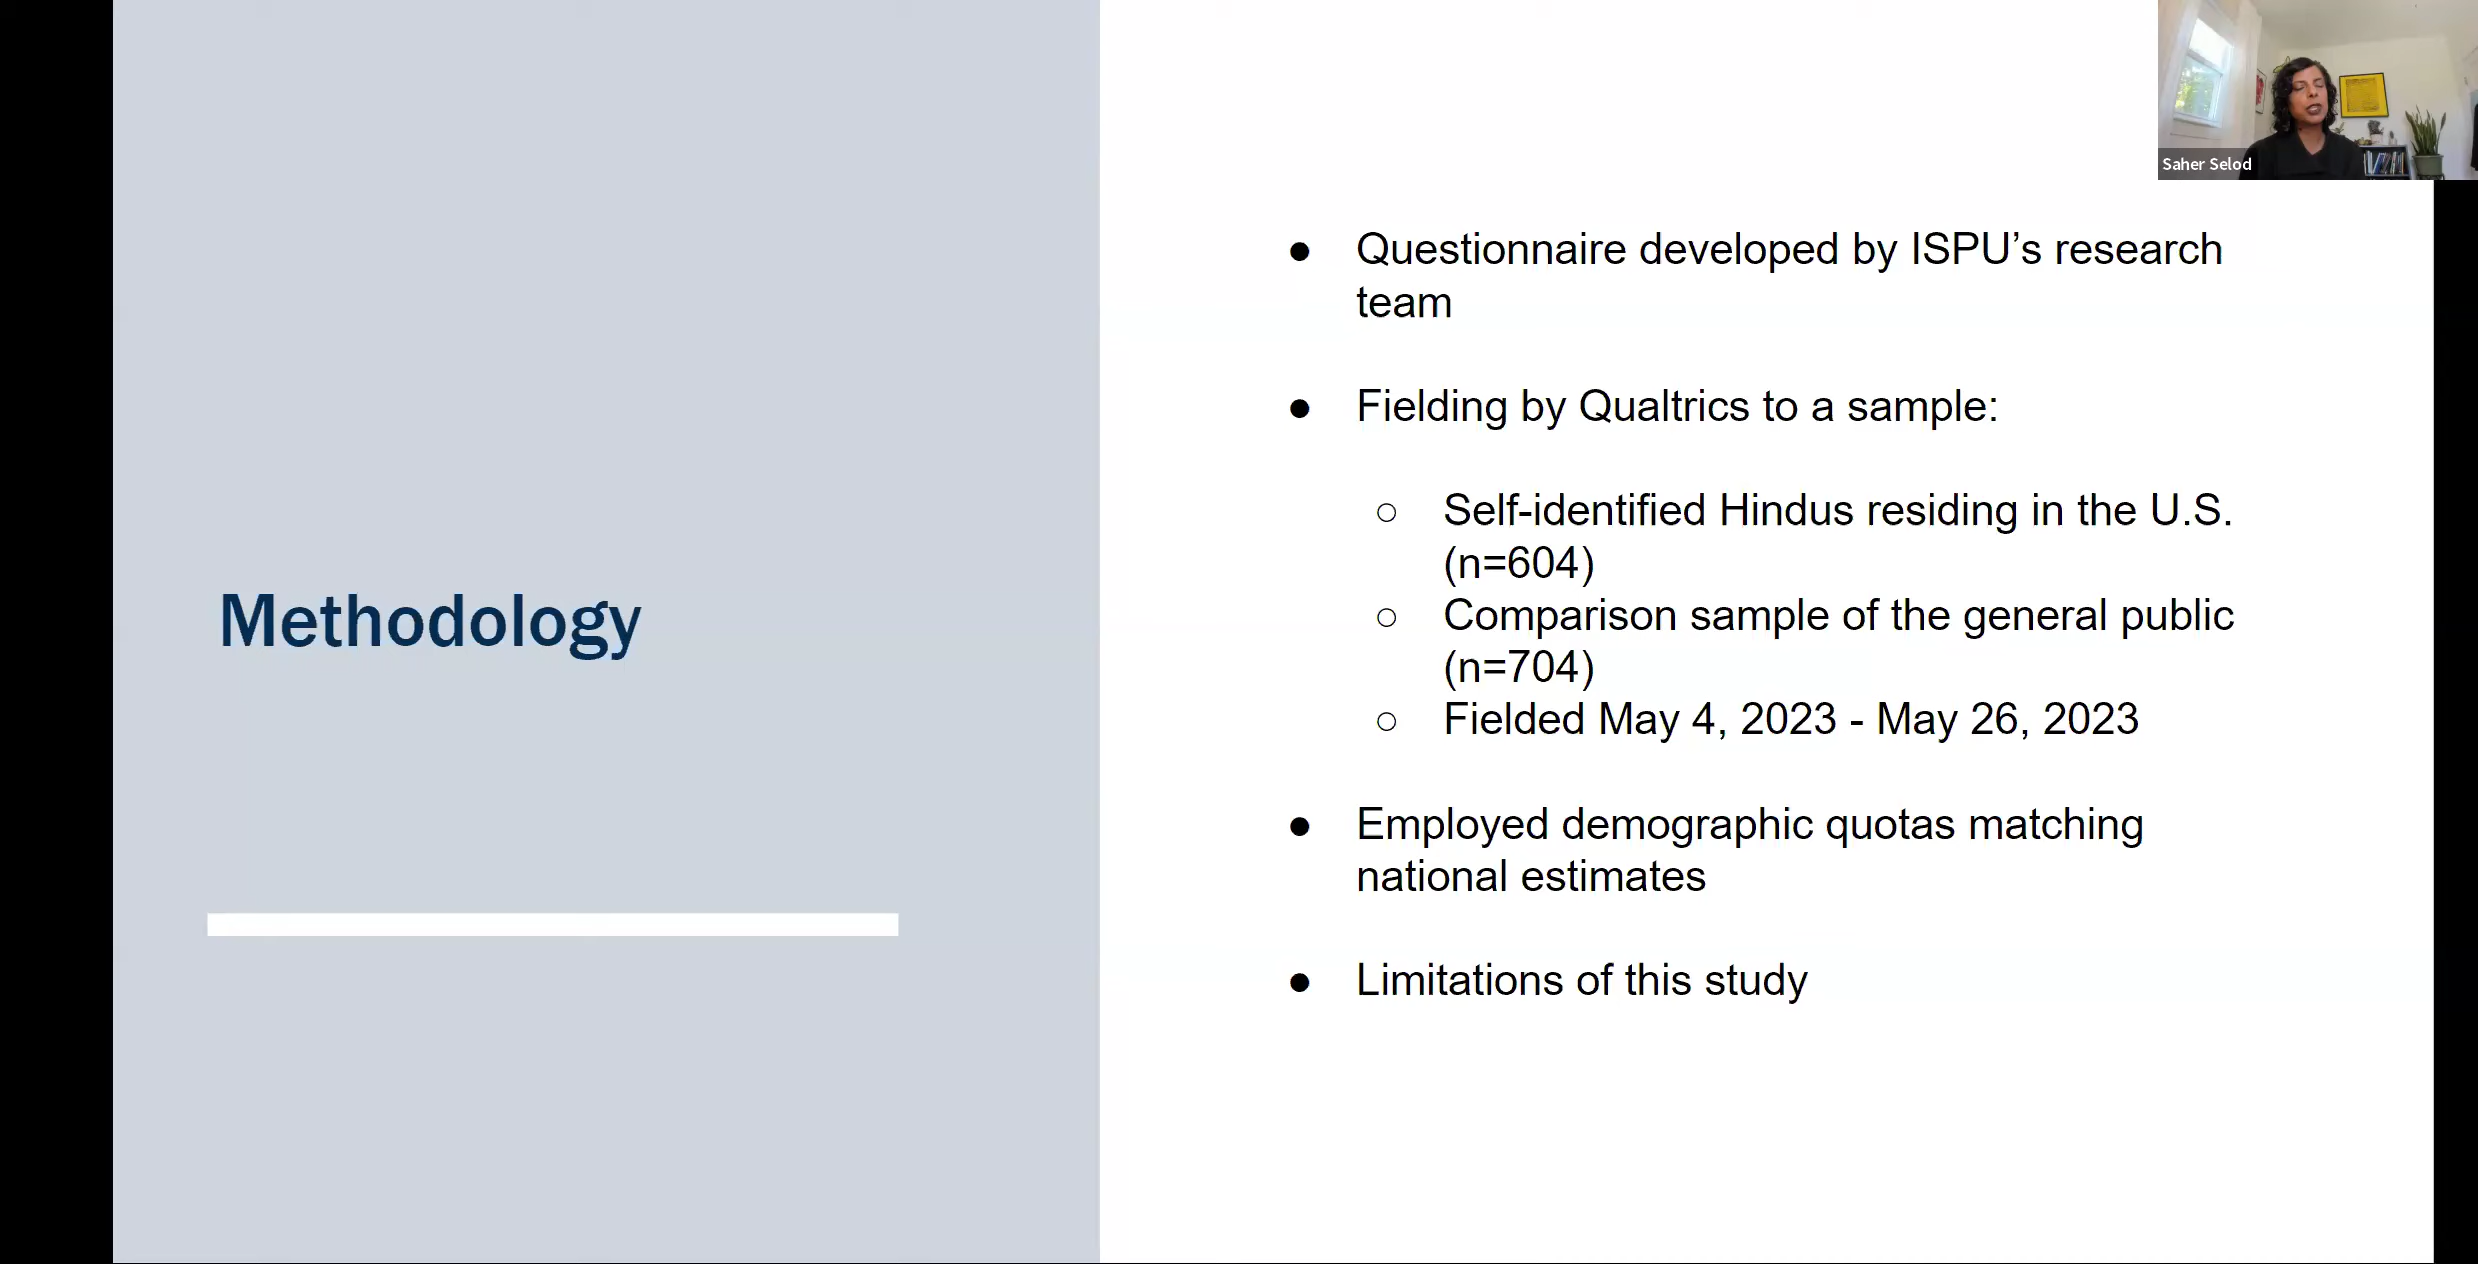 Saher Selod
Methodology
● Questionnaire developed by ISPU’s research
team
● Fielding by Qualtrics to a sample:
○ Self-identified Hindus residing in the U.S.
(n=604)
○ Comparison sample of the general public
(n=704)
○ Fielded May 4, 2023 - May 26, 2023
● Employed demographic quotas matching
national estimates
● Limitations of this study